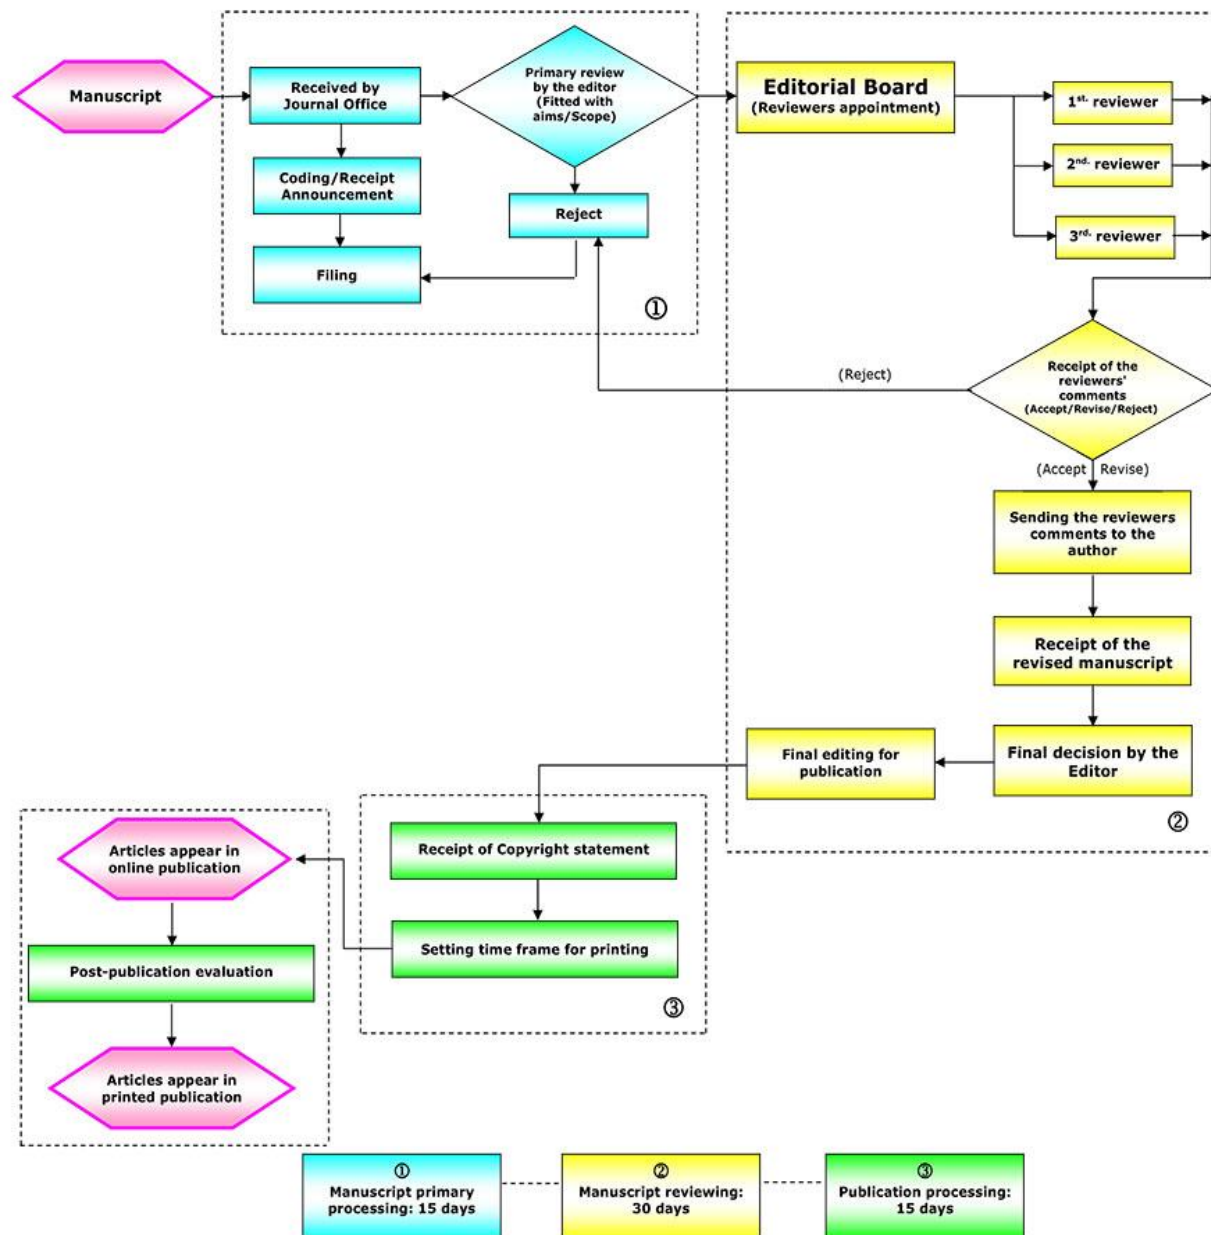 Manuscript
Received by
Journal Office
Primary review
by the editor
(Fitted with
aims/Scope)
Coding/Receipt
Announcement
Filing
Reject
①
Editorial Board
(Reviewers appointment)
1st. reviewer
2nd. reviewer
3rd. reviewer
Receipt of the
reviewers'
comments
(Accept/Revise/Reject)
(Reject)
(Accept Revise)
Sending the reviewers
comments to the
author
Receipt of the
revised manuscript
Final decision by the
Editor
Final editing for
publication
②
Receipt of Copyright statement
Setting time frame for printing
③
Articles appear in
online publication
Post-publication evaluation
Articles appear in
printed publication
①
Manuscript primary
processing: 15 days
②
Manuscript reviewing:
30 days
③
Publication processing:
15 days